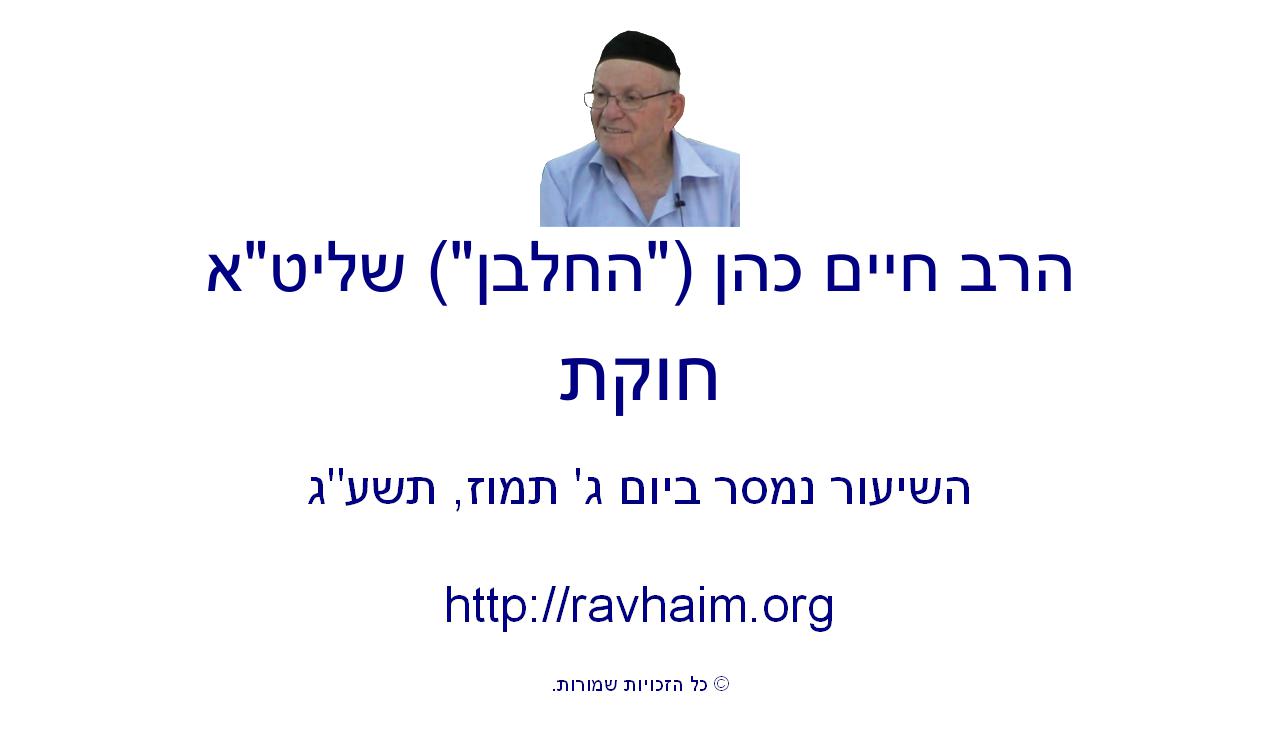 הרב חיים כהן ("החלבן") שליט"א
חוקת
השיעור נמסר ביום ג' תמוז, תשע"ג
http://ravhaim.org
© כל הזכויות שמורות.